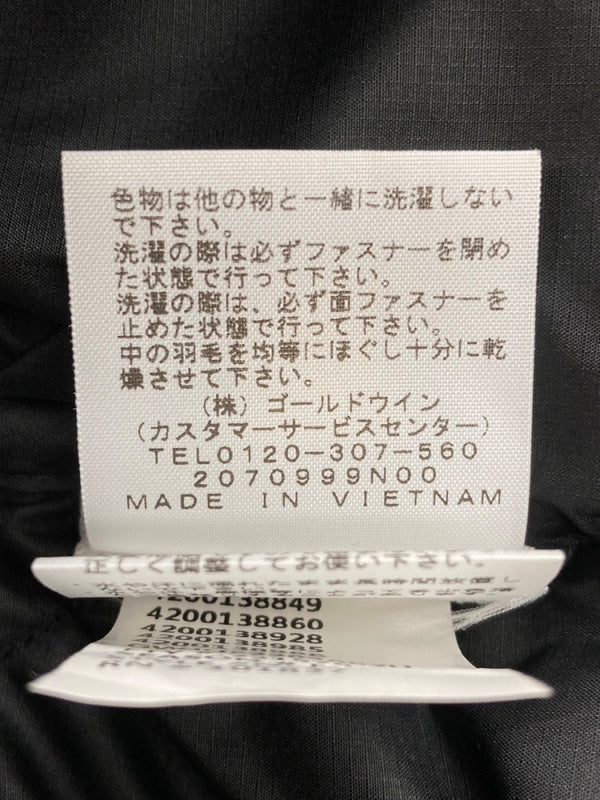 色物は他の物と一緒に洗濯しない
で下さい。
洗濯の際は必ずファスナーを閉め
た状態で行って下さい。
洗濯の際は、必ず面ファスナーを
止めた状態で行って下さい。
中の羽毛を均等にほぐし十分に乾
燥させて下さい。
(株) ゴールドウイン
(カスタマーサービスセンター)
TEL0120-307-560
2070999N00
MADE IN VIETNAM
正しく調整してお使い下さい。
4200138849
4200138860
4200138928
4200138985